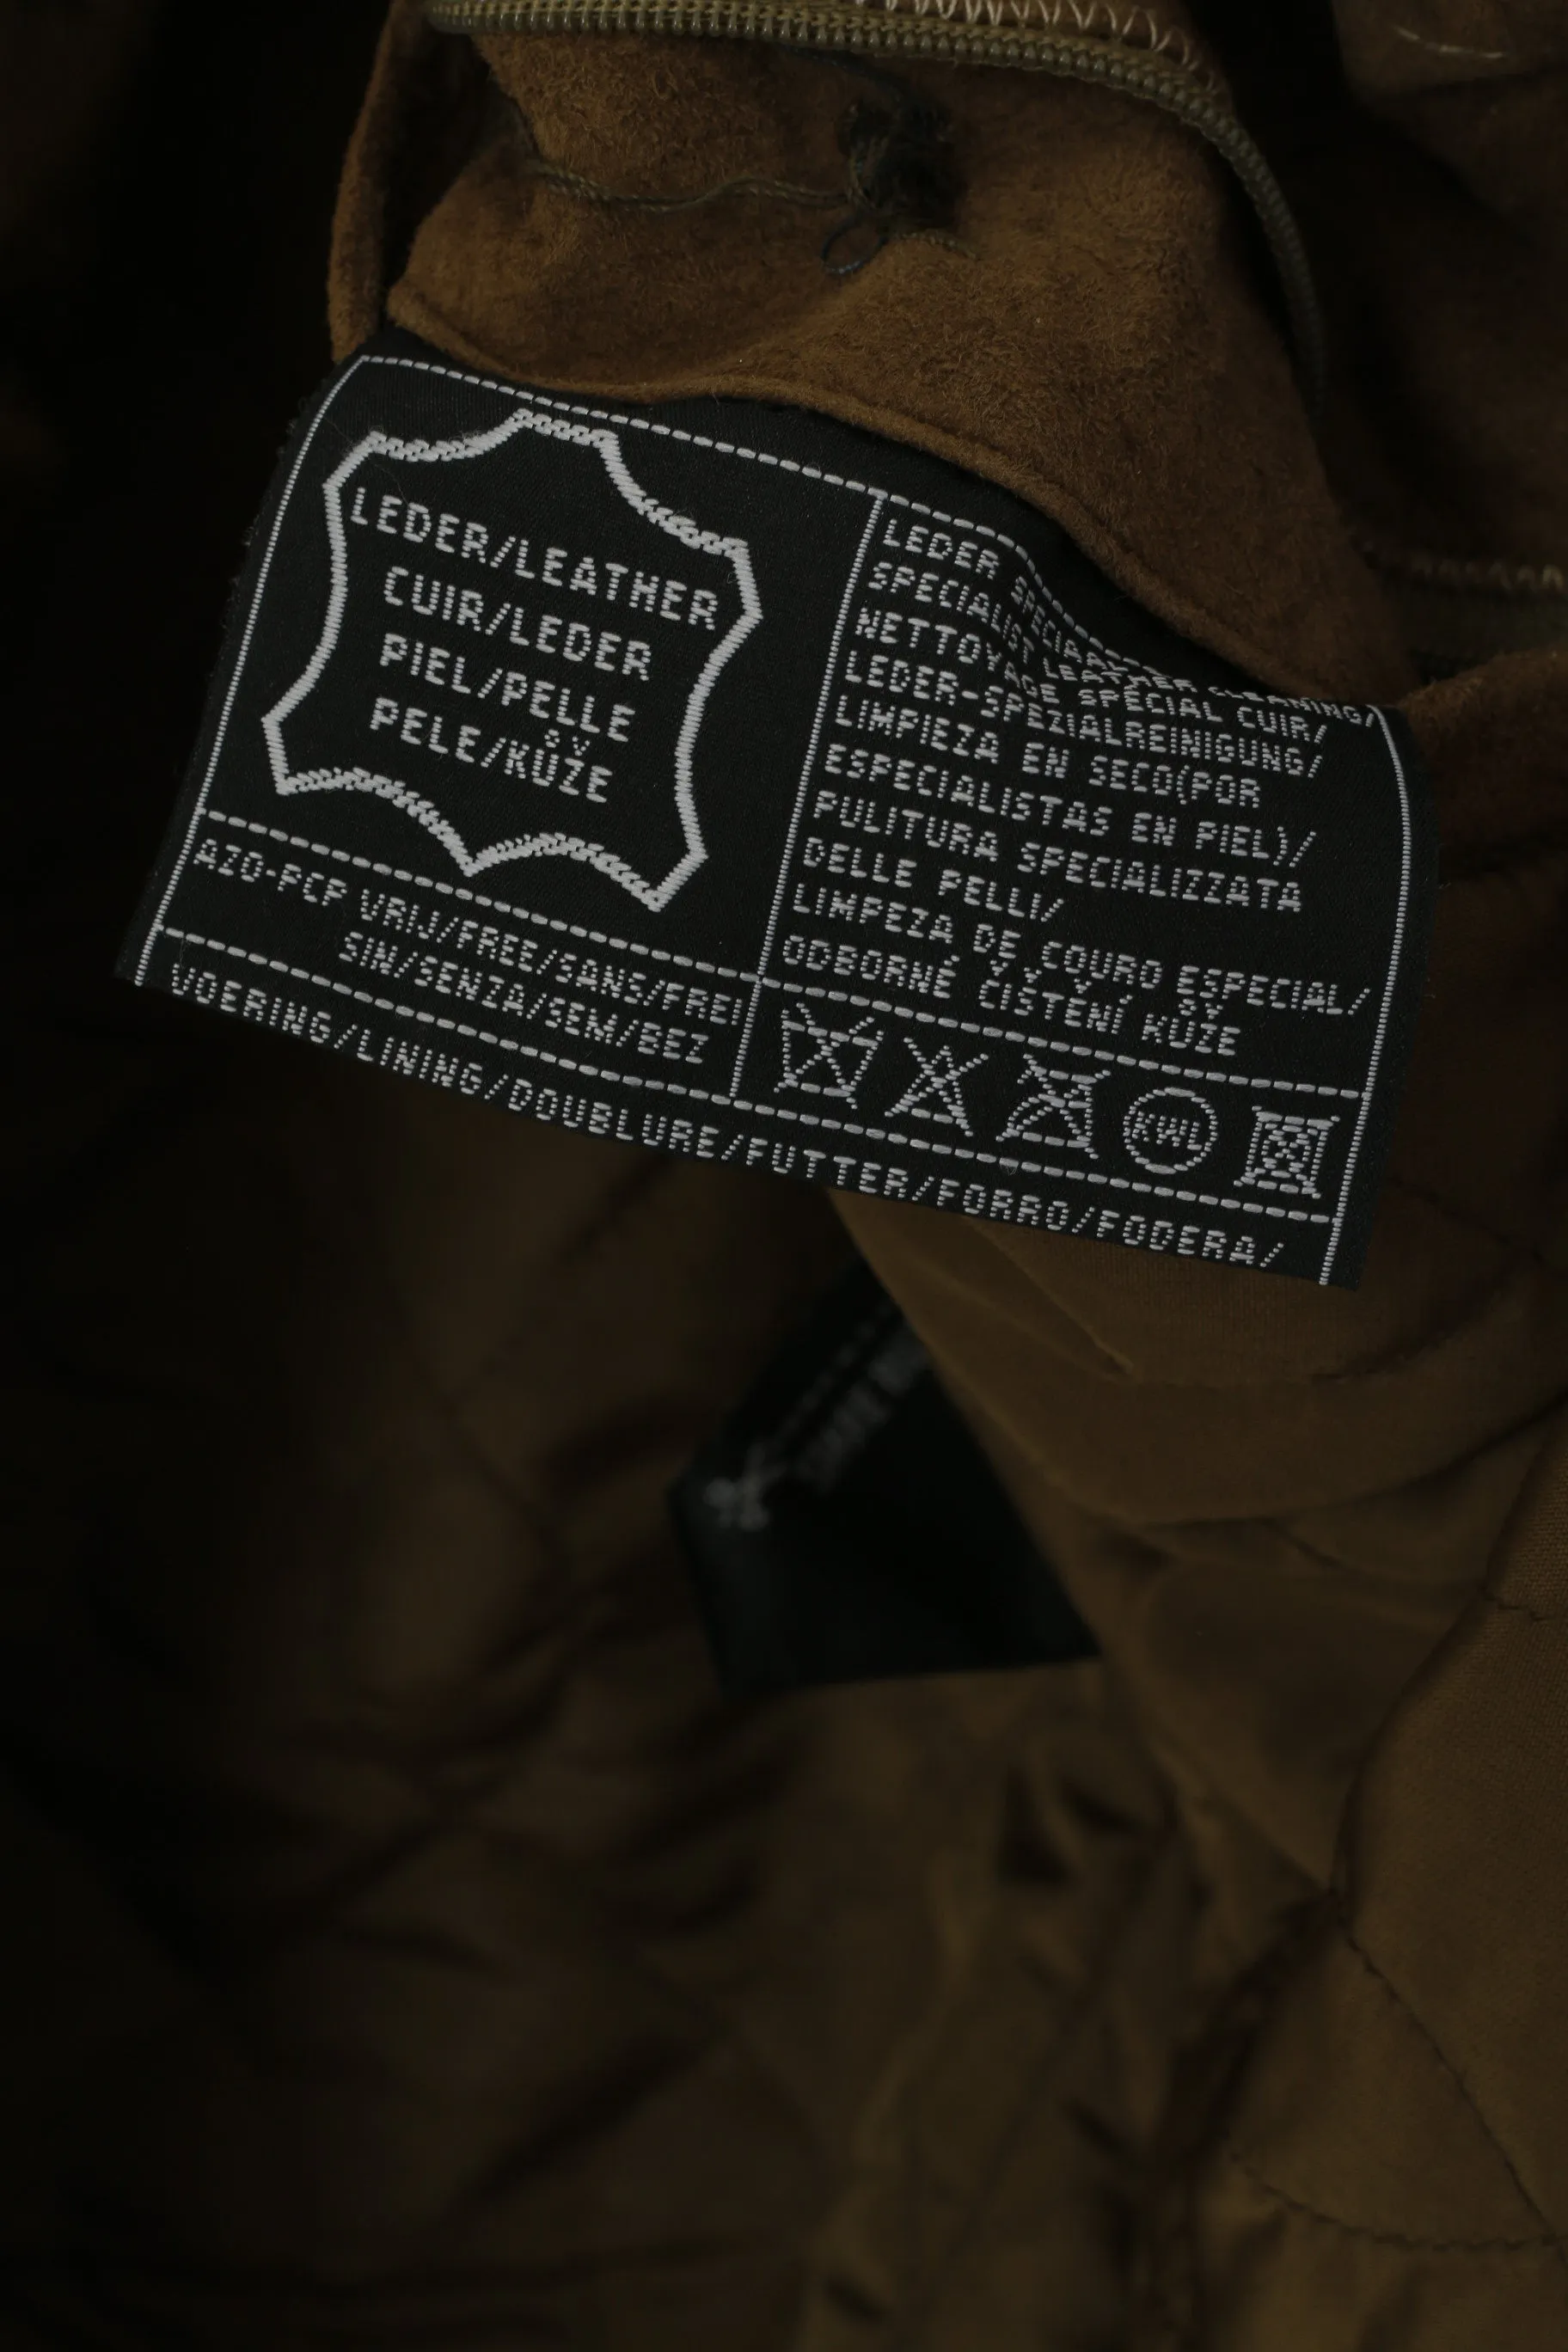 LEDER/LEATHER
CUIR/LEDER
PIEL/PELLE
PELE/KŮŽE
AZO-PCP VRIJ/FREE/SANS/FREI
SIN/SENZA/SEM/BEZ
LEDER
SPECIALIST LEATHER CLEANING/
NETTOYAGE SPÉCIAL CUIR/
LEDER-SPEZIALREINIGUNG/
LIMPIEZA EN SECO(POR
ESPECIALISTAS EN PIEL)/
PULITURA SPECIALIZZATA
DELLE PELLI/
LIMPEZA DE COURO ESPECIAL/
ODBORNÉ ČIŠTĚNÍ KŮŽE
KWL
VOERING/LINING/DOUBLURE/FUTTER/FORRO/FODERA/